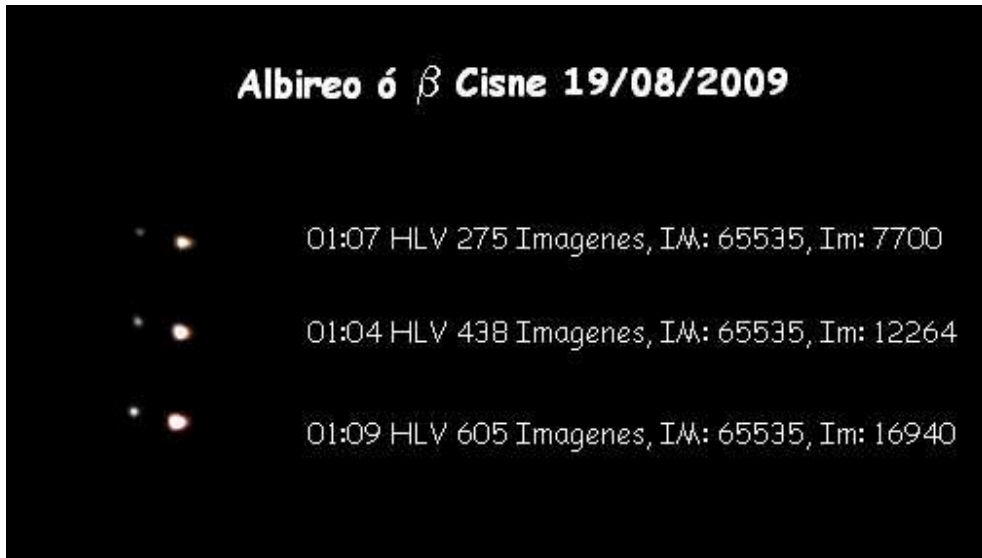 Albireo ó β Cisne 19/08/2009
01:07 HLV 275 Imagenes, IM: 65535, Im: 7700
01:04 HLV 438 Imagenes, IM: 65535, Im: 12264
01:09 HLV 605 Imagenes, IM: 65535, Im: 16940